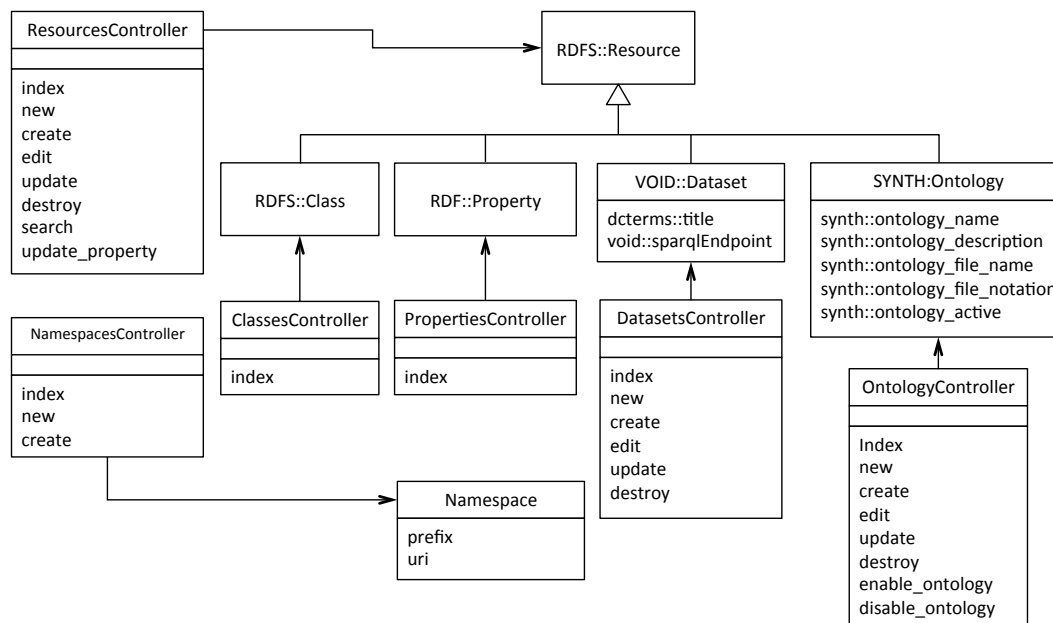 ResourcesController
index
new
create
edit
update
destroy
search
update_property
RDFS::Resource
RDFS::Class
RDF::Property
VOID::Dataset
dcterms::title
void::sparqlEndpoint
SYNTH:Ontology
synth::ontology_name
synth::ontology_description
synth::ontology_file_name
synth::ontology_file_notation
synth::ontology_active
NamespacesController
index
new
create
ClassesController
index
PropertiesController
index
DatasetsController
index
new
create
edit
update
destroy
OntologyController
Index
new
create
edit
update
destroy
enable_ontology
disable_ontology
Namespace
prefix
uri